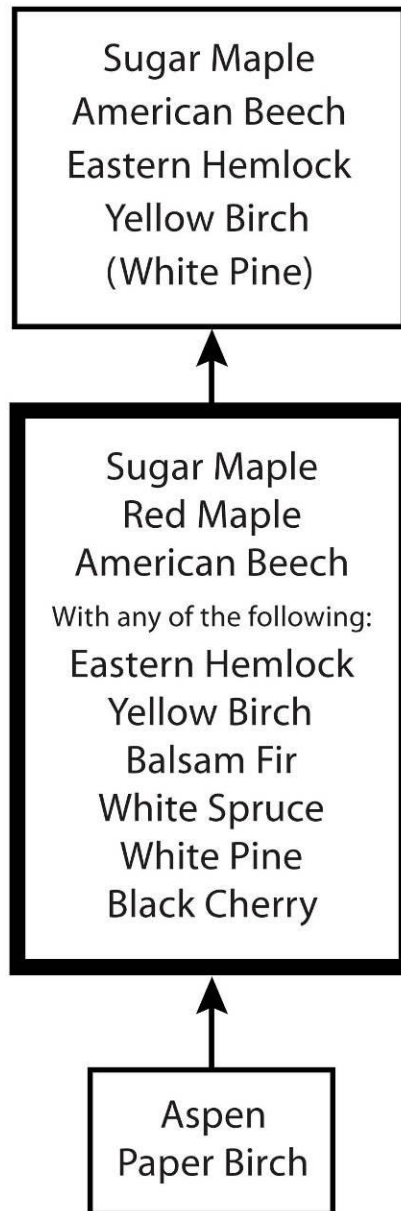 Sugar Maple
American Beech
Eastern Hemlock
Yellow Birch
(White Pine)
Sugar Maple
Red Maple
American Beech
With any of the following:
Eastern Hemlock
Yellow Birch
Balsam Fir
White Spruce
White Pine
Black Cherry
Aspen
Paper Birch